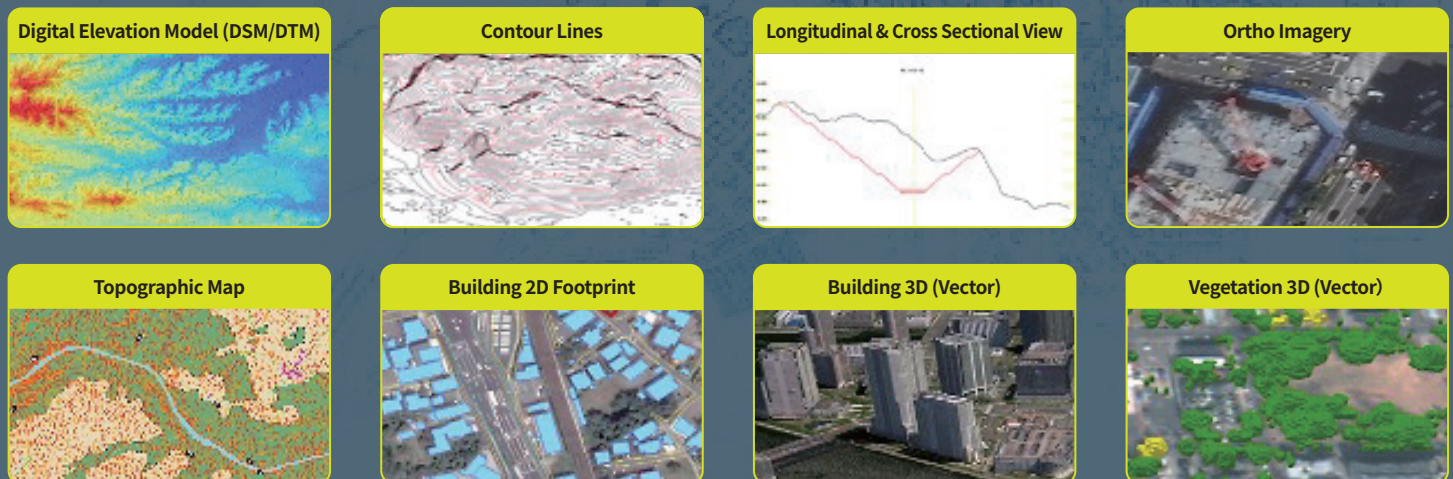 Digital Elevation Model (DSM/DTM)
Contour Lines
Longitudinal & Cross Sectional View
Ortho Imagery
Topographic Map
Building 2D Footprint
Building 3D (Vector)
Vegetation 3D (Vector)